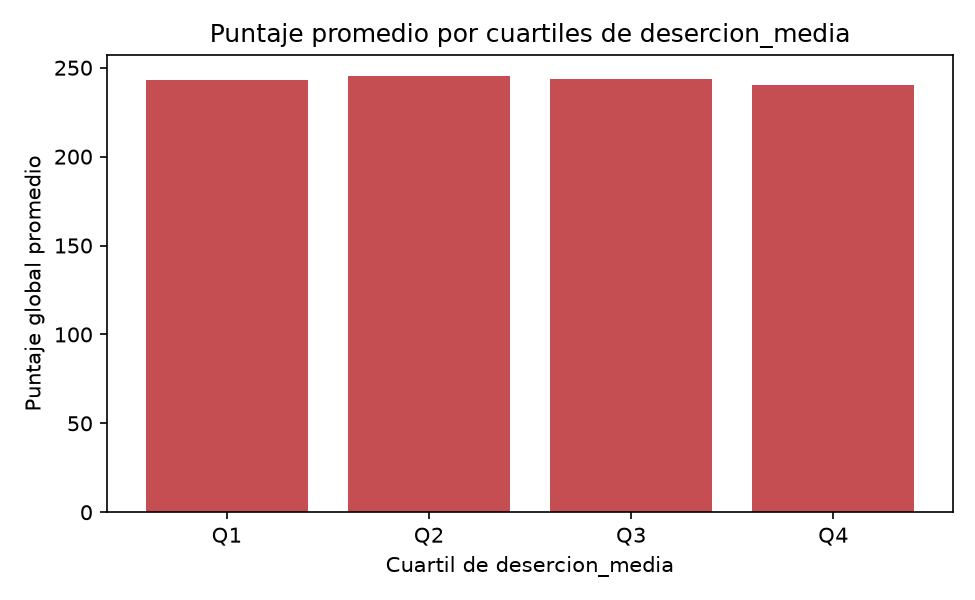 Puntaje promedio por cuartiles de desercion_media
Puntaje global promedio
250
200
150
100
50
0
Q1 Q2 Q3 Q4
Cuartil de desercion_media